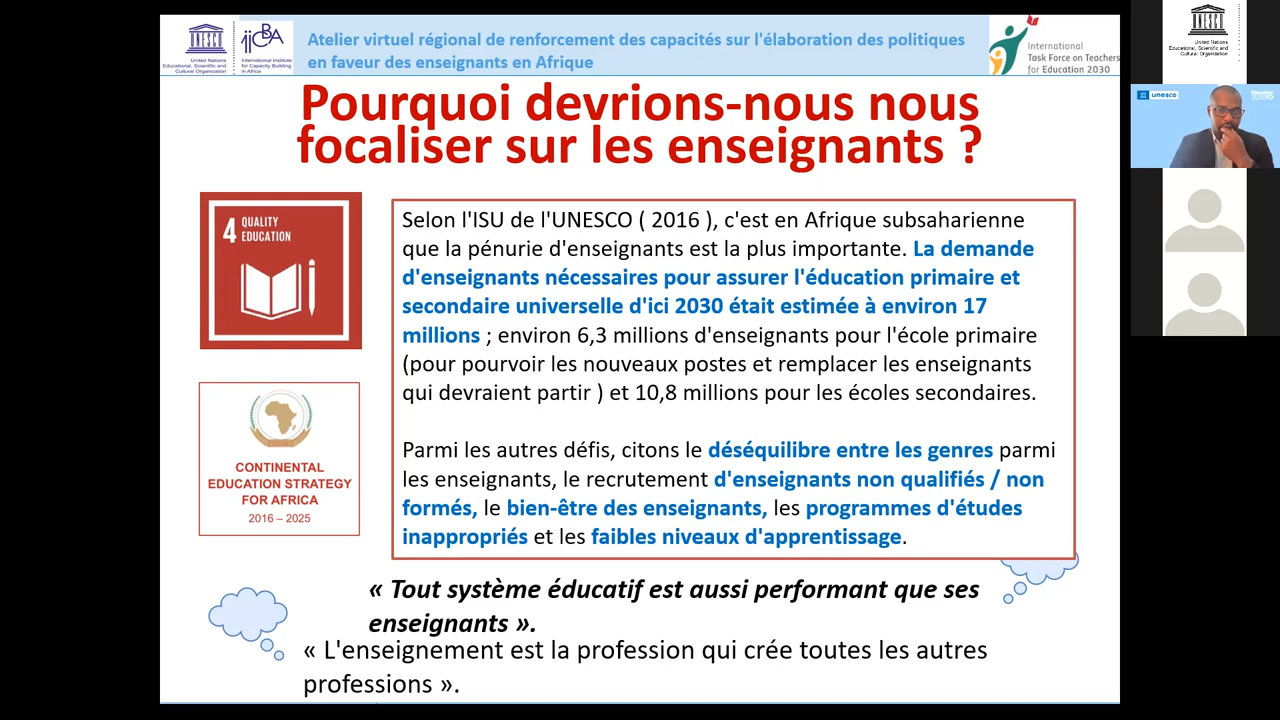 UNESCO
United Nations
Educational, Scientific and
Cultural Organization
IICBA
International Institute
for Capacity Building
in Africa
Atelier virtuel régional de renforcement des capacités sur l'élaboration des politiques
en faveur des enseignants en Afrique
International
Task Force on Teachers
for Education 2030
Pourquoi devrions-nous nous
focaliser sur les enseignants ?
4 QUALITY
EDUCATION
Selon l'ISU de l'UNESCO ( 2016 ), c'est en Afrique subsaharienne
que la pénurie d'enseignants est la plus importante. La demande
d'enseignants nécessaires pour assurer l'éducation primaire et
secondaire universelle d'ici 2030 était estimée à environ 17
millions ; environ 6,3 millions d'enseignants pour l'école primaire
(pour pourvoir les nouveaux postes et remplacer les enseignants
qui devraient partir ) et 10,8 millions pour les écoles secondaires.
Parmi les autres défis, citons le déséquilibre entre les genres parmi
les enseignants, le recrutement d'enseignants non qualifiés / non
formés, le bien-être des enseignants, les programmes d'études
inappropriés et les faibles niveaux d'apprentissage.
CONTINENTAL
EDUCATION STRATEGY
FOR AFRICA
2016 – 2025
« Tout système éducatif est aussi performant que ses
enseignants ».
« L'enseignement est la profession qui crée toutes les autres
professions ».
UNESCO
United Nations
Educational, Scientific and
Cultural Organization
unesco